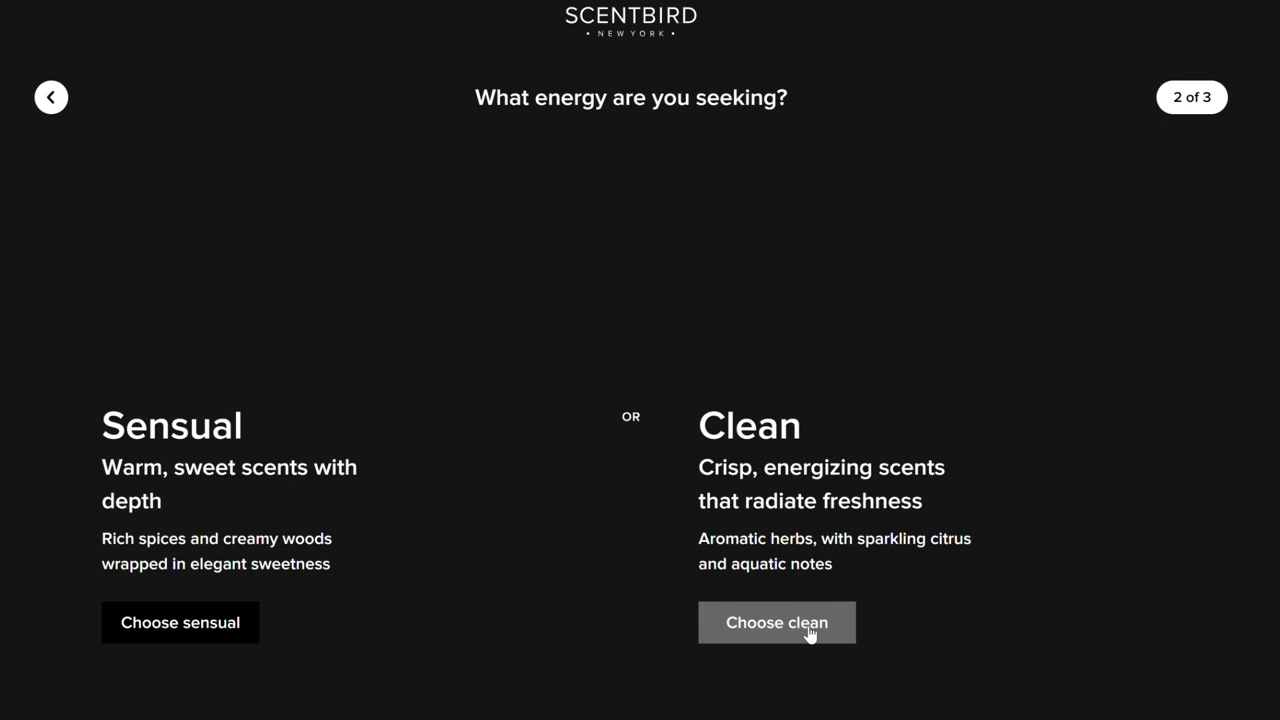 SCENTBIRD
• NEW YORK •
What energy are you seeking?
2 of 3
Sensual
Warm, sweet scents with
depth
Rich spices and creamy woods
wrapped in elegant sweetness
Choose sensual
OR
Clean
Crisp, energizing scents
that radiate freshness
Aromatic herbs, with sparkling citrus
and aquatic notes
Choose clean